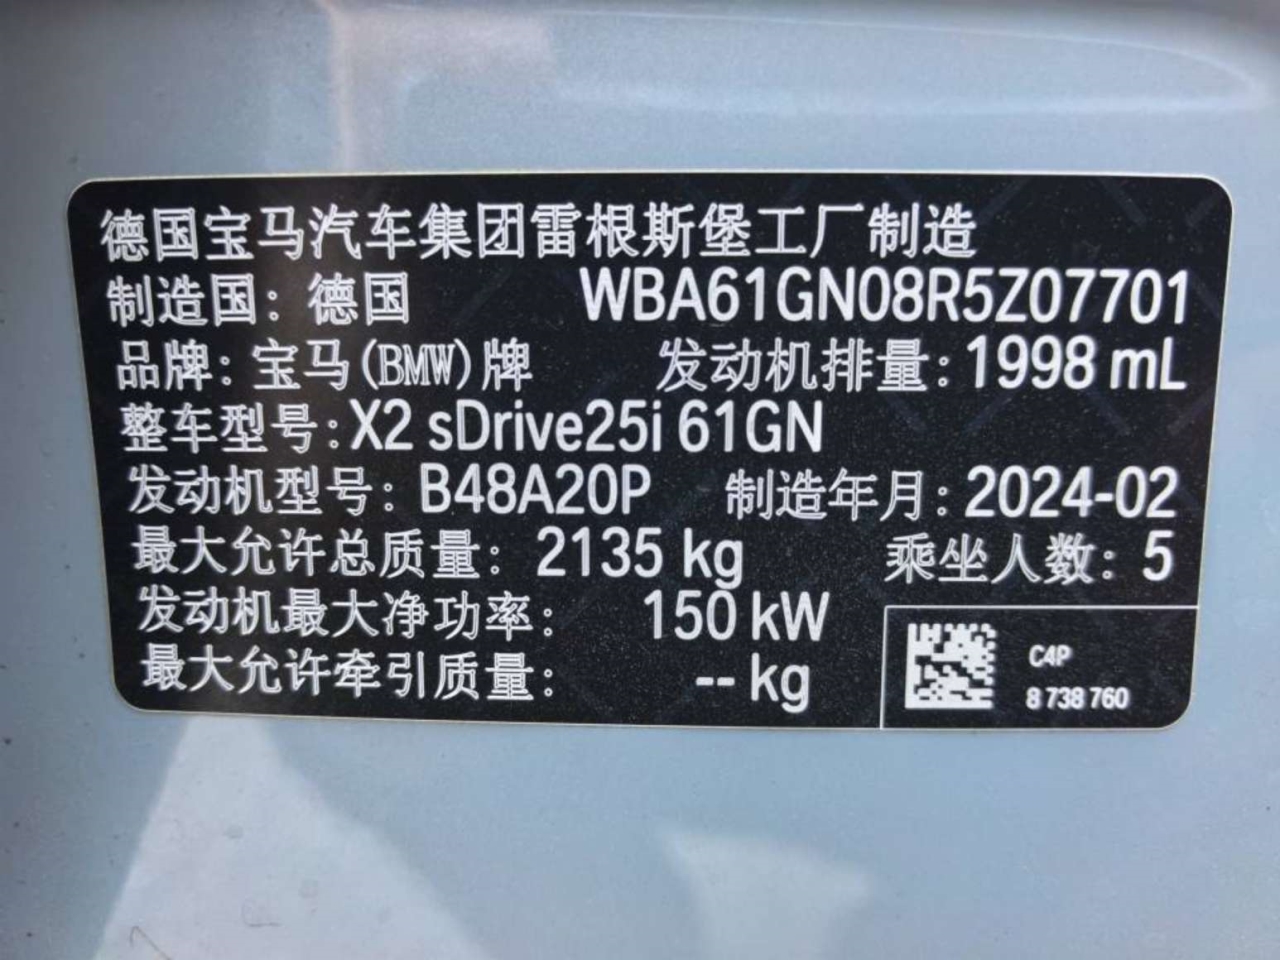 德国宝马汽车集团雷根斯堡工厂制造
制造国：德国 WBA61GN08R5Z07701
品牌：宝马(BMW)牌 发动机排量：1998 mL
整车型号：X2 sDrive25i 61GN
发动机型号：B48A20P 制造年月：2024-02
最大允许总质量：2135 kg 乘坐人数：5
发动机最大净功率：150 kW
最大允许牵引质量：-- kg
C4P
8 738 760